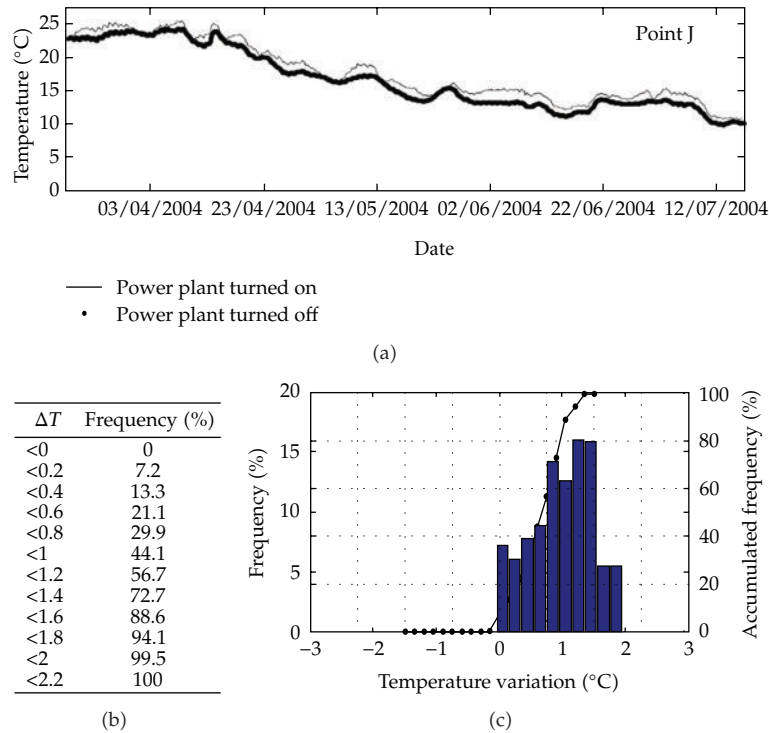 25
20
15
10
5
0
Temperature (°C)
Point J
03/04/2004 23/04/2004 13/05/2004 02/06/2004 22/06/2004 12/07/2004
Date
Power plant turned on
Power plant turned off
(a)
ΔT Frequency (%)
<0 0
<0.2 7.2
<0.4 13.3
<0.6 21.1
<0.8 29.9
<1 44.1
<1.2 56.7
<1.4 72.7
<1.6 88.6
<1.8 94.1
<2 99.5
<2.2 100
(b)
20
15
10
5
0
Frequency (%)
100
80
60
40
20
0
Accumulated frequency (%)
−3 −2 −1 0 1 2 3
Temperature variation (°C)
(c)